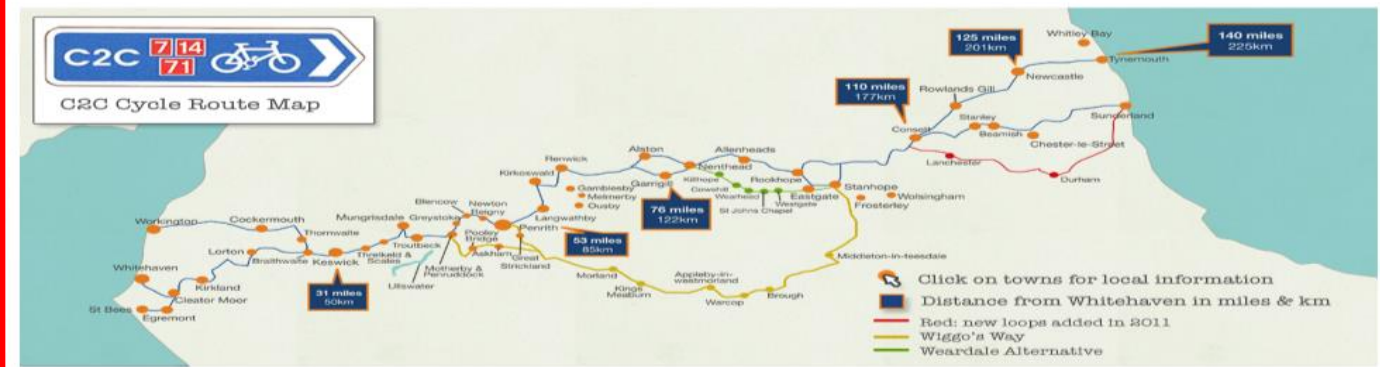 C2C 7 14
71
C2C Cycle Route Map
125 miles
201km
Whitley Bay
140 miles
225km
Tynemouth
Newcastle
110 miles
177km
Rowlands Gill
Stanley
Sunderland
Consett
Beamish
Chester-le-Street
Lanchester
Durham
Alston
Allenheads
Renwick
Nenthead
Kirkoswald
Garrigill
Killhope
Rookhope
Cowshill
Stanhope
Gamblesby
Melmerby
Ousby
Wearhead
Eastgate
Wolsingham
Westgate
St Johns Chapel
Frosterley
76 miles
122km
Blencow
Newton
Reigny
Langwathby
Workington
Cockermouth
Mungrisdale
Greystoke
Penrith
Pooley
Bridge
53 miles
85km
Thornwaite
Lorton
Braithwaite
Keswick
Threlkeld &
Scales
Troutbeck
Askham
Great
Strickland
Motherby &
Penruddock
Ullswater
Middleton-in-teesdale
Whitehaven
Kirkland
Cleator Moor
St Bees
Egremont
31 miles
50km
Morland
Kings
Meaburn
Appleby-in-
westmorland
Warcop
Brough
Click on towns for local information
Distance from Whitehaven in miles & km
Red: new loops added in 2011
Wiggo's Way
Weardale Alternative